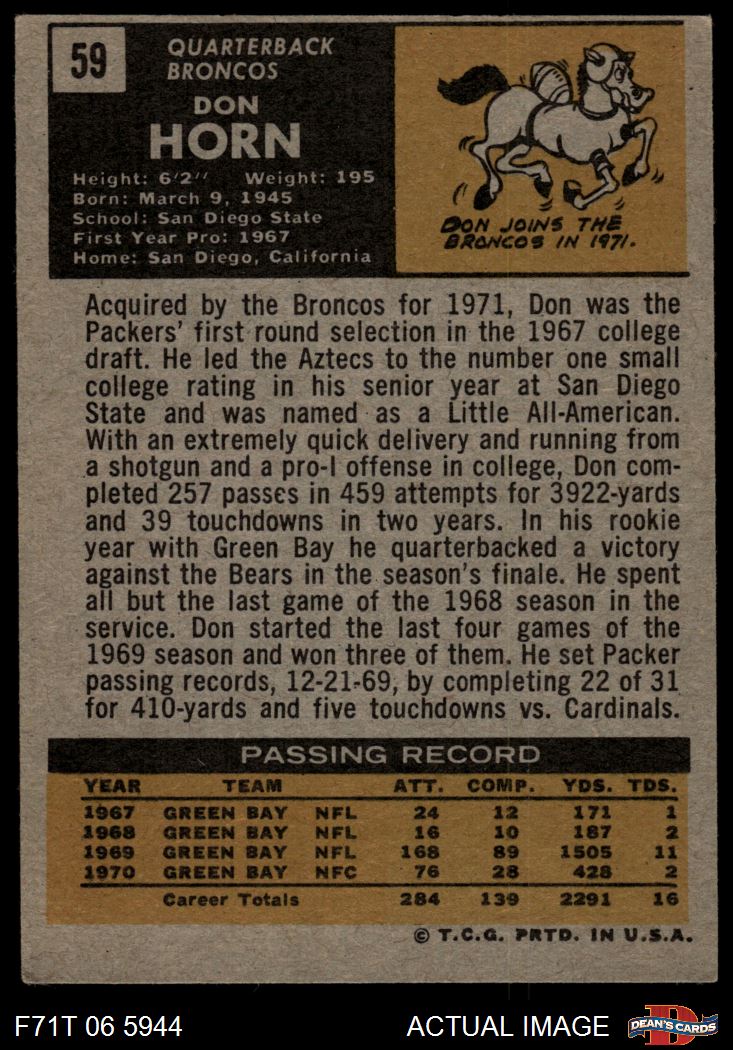 59
QUARTERBACK
BRONCOS
DON
HORN
Height: 6'2'' Weight: 195
Born: March 9, 1945
School: San Diego State
First Year Pro: 1967
Home: San Diego, California
DON JOINS THE
BRONCOS IN 1971.
Acquired by the Broncos for 1971, Don was the
Packers' first round selection in the 1967 college
draft. He led the Aztecs to the number one small
college rating in his senior year at San Diego
State and was named as a Little All-American.
With an extremely quick delivery and running from
a shotgun and a pro-I offense in college, Don com-
pleted 257 passes in 459 attempts for 3922-yards
and 39 touchdowns in two years. In his rookie
year with Green Bay he quarterbacked a victory
against the Bears in the season's finale. He spent
all but the last game of the 1968 season in the
service. Don started the last four games of the
1969 season and won three of them. He set Packer
passing records, 12-21-69, by completing 22 of 31
for 410-yards and five touchdowns vs. Cardinals.
PASSING RECORD
YEAR TEAM ATT. COMP. YDS. TDS.
1967 GREEN BAY NFL 24 12 171 1
1968 GREEN BAY NFL 16 10 187 2
1969 GREEN BAY NFL 168 89 1505 11
1970 GREEN BAY NFC 76 28 428 2
Career Totals 284 139 2291 16
© T.C.G. PRTD. IN U.S.A.
F71T 06 5944 ACTUAL IMAGE D DEAN'S CARDS